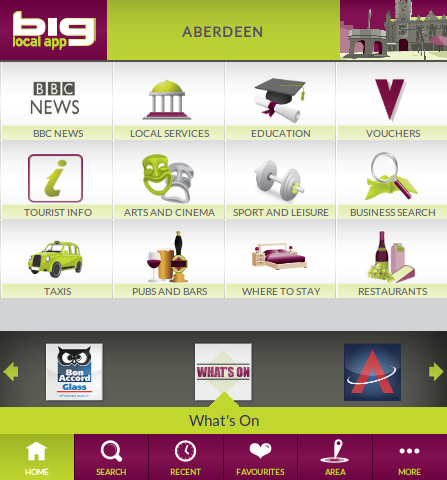 big
local app
ABERDEEN
BBC
NEWS
V
BBC NEWS
LOCAL SERVICES
EDUCATION
VOUCHERS
i
TOURIST INFO
ARTS AND CINEMA
SPORT AND LEISURE
BUSINESS SEARCH
TAXIS
PUBS AND BARS
WHERE TO STAY
RESTAURANTS
Bon
Accord
Glass
WHAT'S ON
What's On
HOME
SEARCH
RECENT
FAVOURITES
AREA
MORE